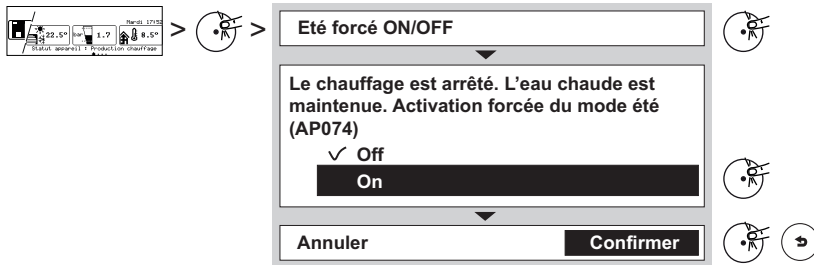 Mardi 17:52
22.5° bar 1.7 8.5°
Statut appareil : Production chauffage
> >
Eté forcé ON/OFF
Le chauffage est arrêté. L'eau chaude est
maintenue. Activation forcée du mode été
(AP074)
✓ Off
On
Annuler Confirmer